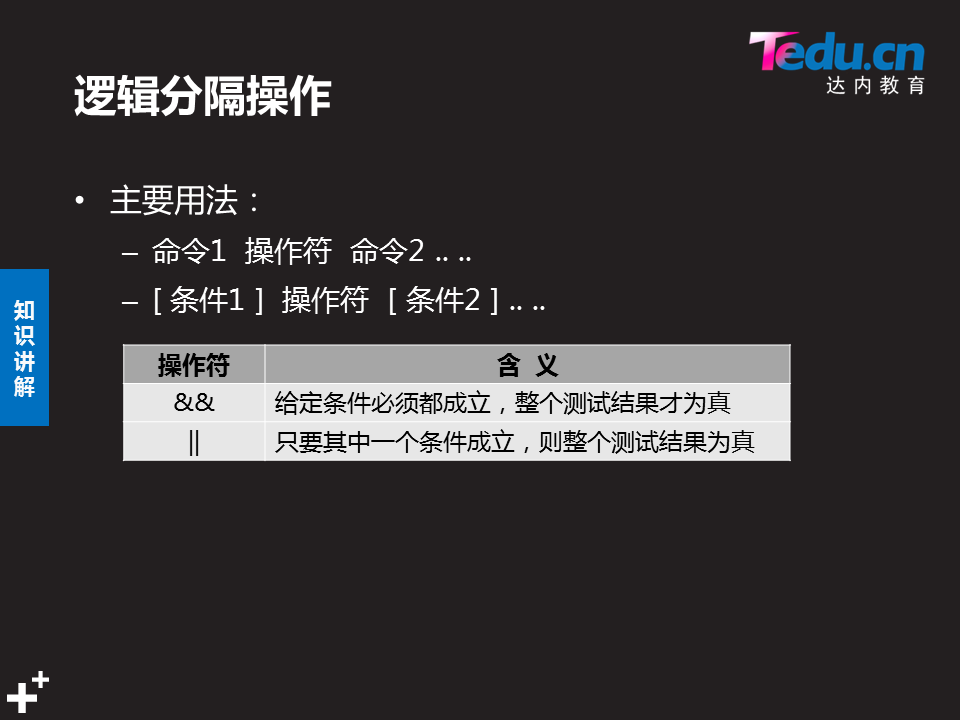 Tedu.cn
达内教育
逻辑分隔操作
• 主要用法：
– 命令1 操作符 命令2 .. ..
– [ 条件1 ] 操作符 [ 条件2 ] .. ..
知识讲解
操作符 含 义
&& 给定条件必须都成立，整个测试结果才为真
|| 只要其中一个条件成立，则整个测试结果为真